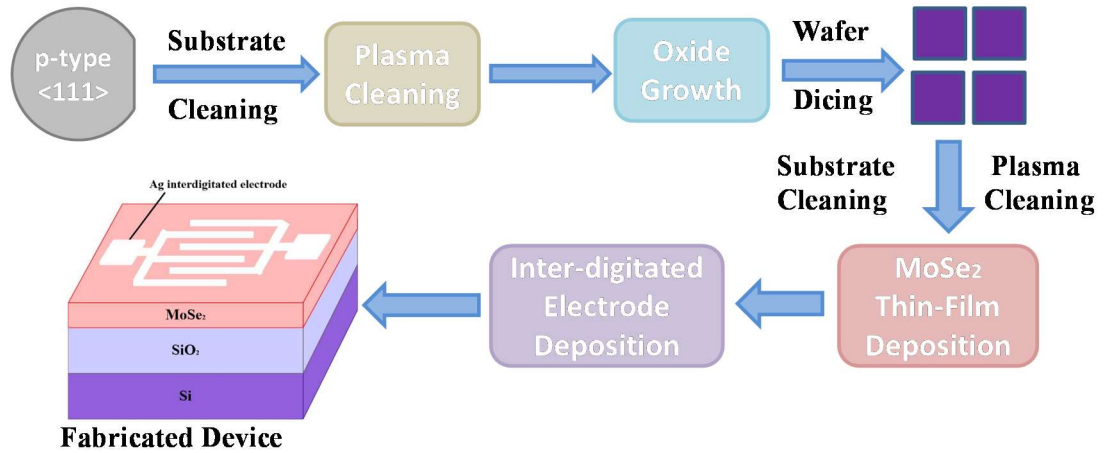 p-type
<111>
Substrate
Cleaning
Plasma
Cleaning
Oxide
Growth
Wafer
Dicing
Substrate
Cleaning
Plasma
Cleaning
MoSe₂
Thin-Film
Deposition
Inter-digitated
Electrode
Deposition
Ag interdigitated electrode
MoSe₂
SiO₂
Si
Fabricated Device